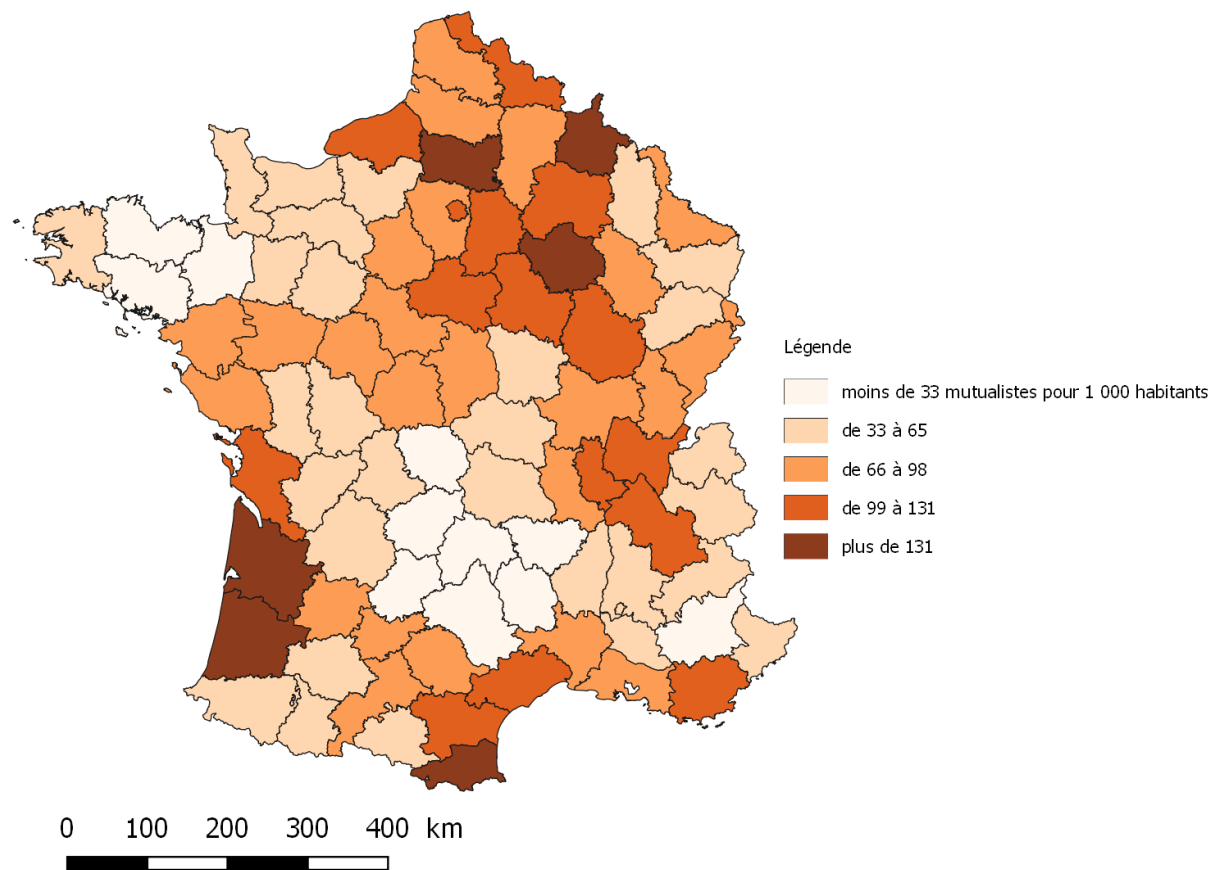 Légende
moins de 33 mutualistes pour 1 000 habitants
de 33 à 65
de 66 à 98
de 99 à 131
plus de 131
0 100 200 300 400 km